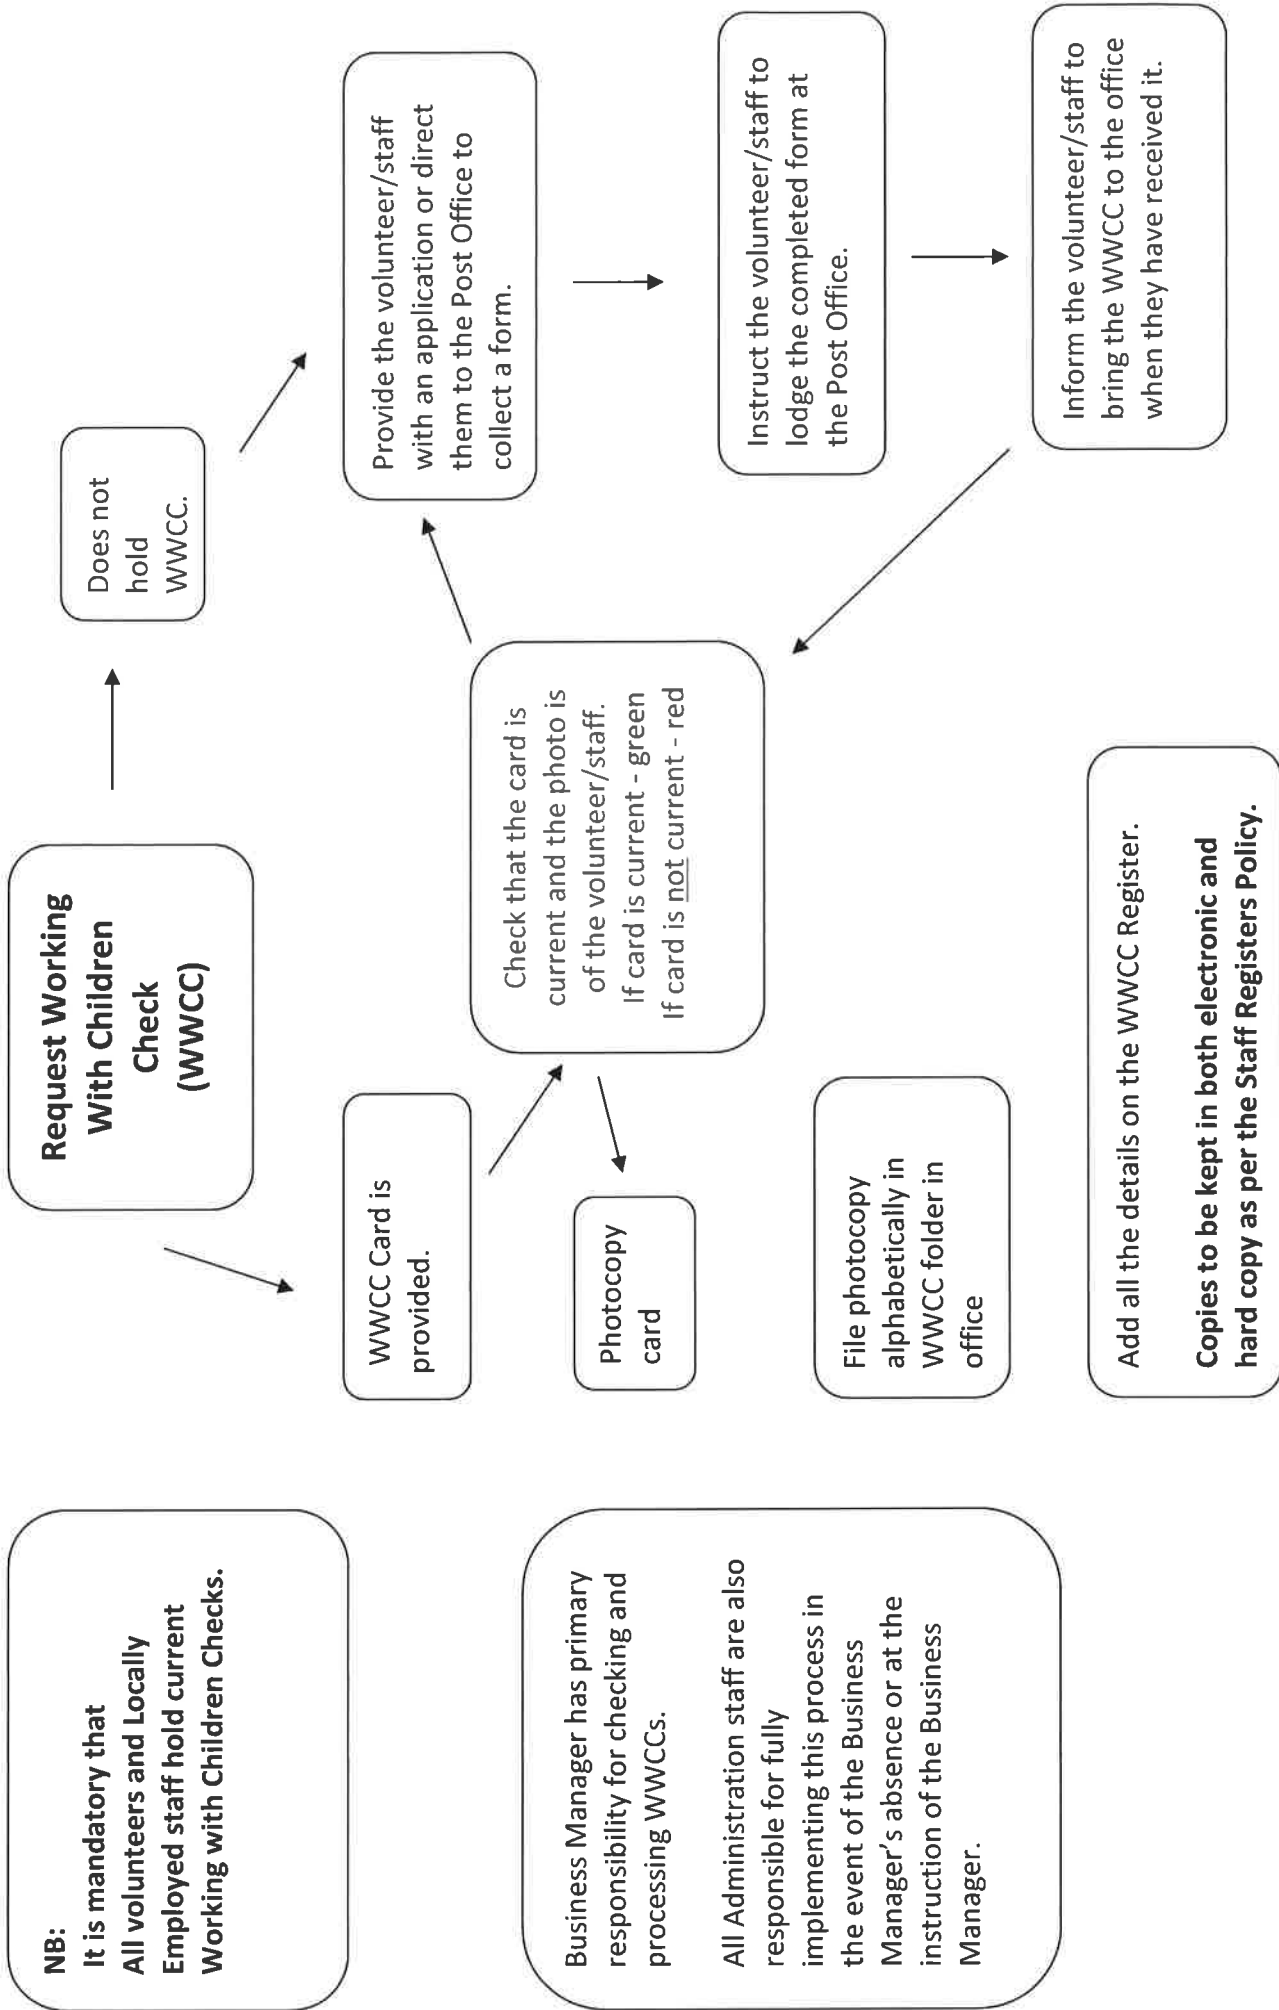 NB:
It is mandatory that
All volunteers and Locally
Employed staff hold current
Working with Children Checks.
Business Manager has primary
responsibility for checking and
processing WWCCs.
All Administration staff are also
responsible for fully
implementing this process in
the event of the Business
Manager's absence or at the
instruction of the Business
Manager.
Request Working
With Children
Check
(WWCC)
WWCC Card is
provided.
Does not
hold
WWCC.
Check that the card is
current and the photo is
of the volunteer/staff.
If card is current - green
If card is not current - red
Photocopy
card
File photocopy
alphabetically in
WWCC folder in
office
Add all the details on the WWCC Register.
Copies to be kept in both electronic and
hard copy as per the Staff Registers Policy.
Provide the volunteer/staff
with an application or direct
them to the Post Office to
collect a form.
Instruct the volunteer/staff to
lodge the completed form at
the Post Office.
Inform the volunteer/staff to
bring the WWCC to the office
when they have received it.